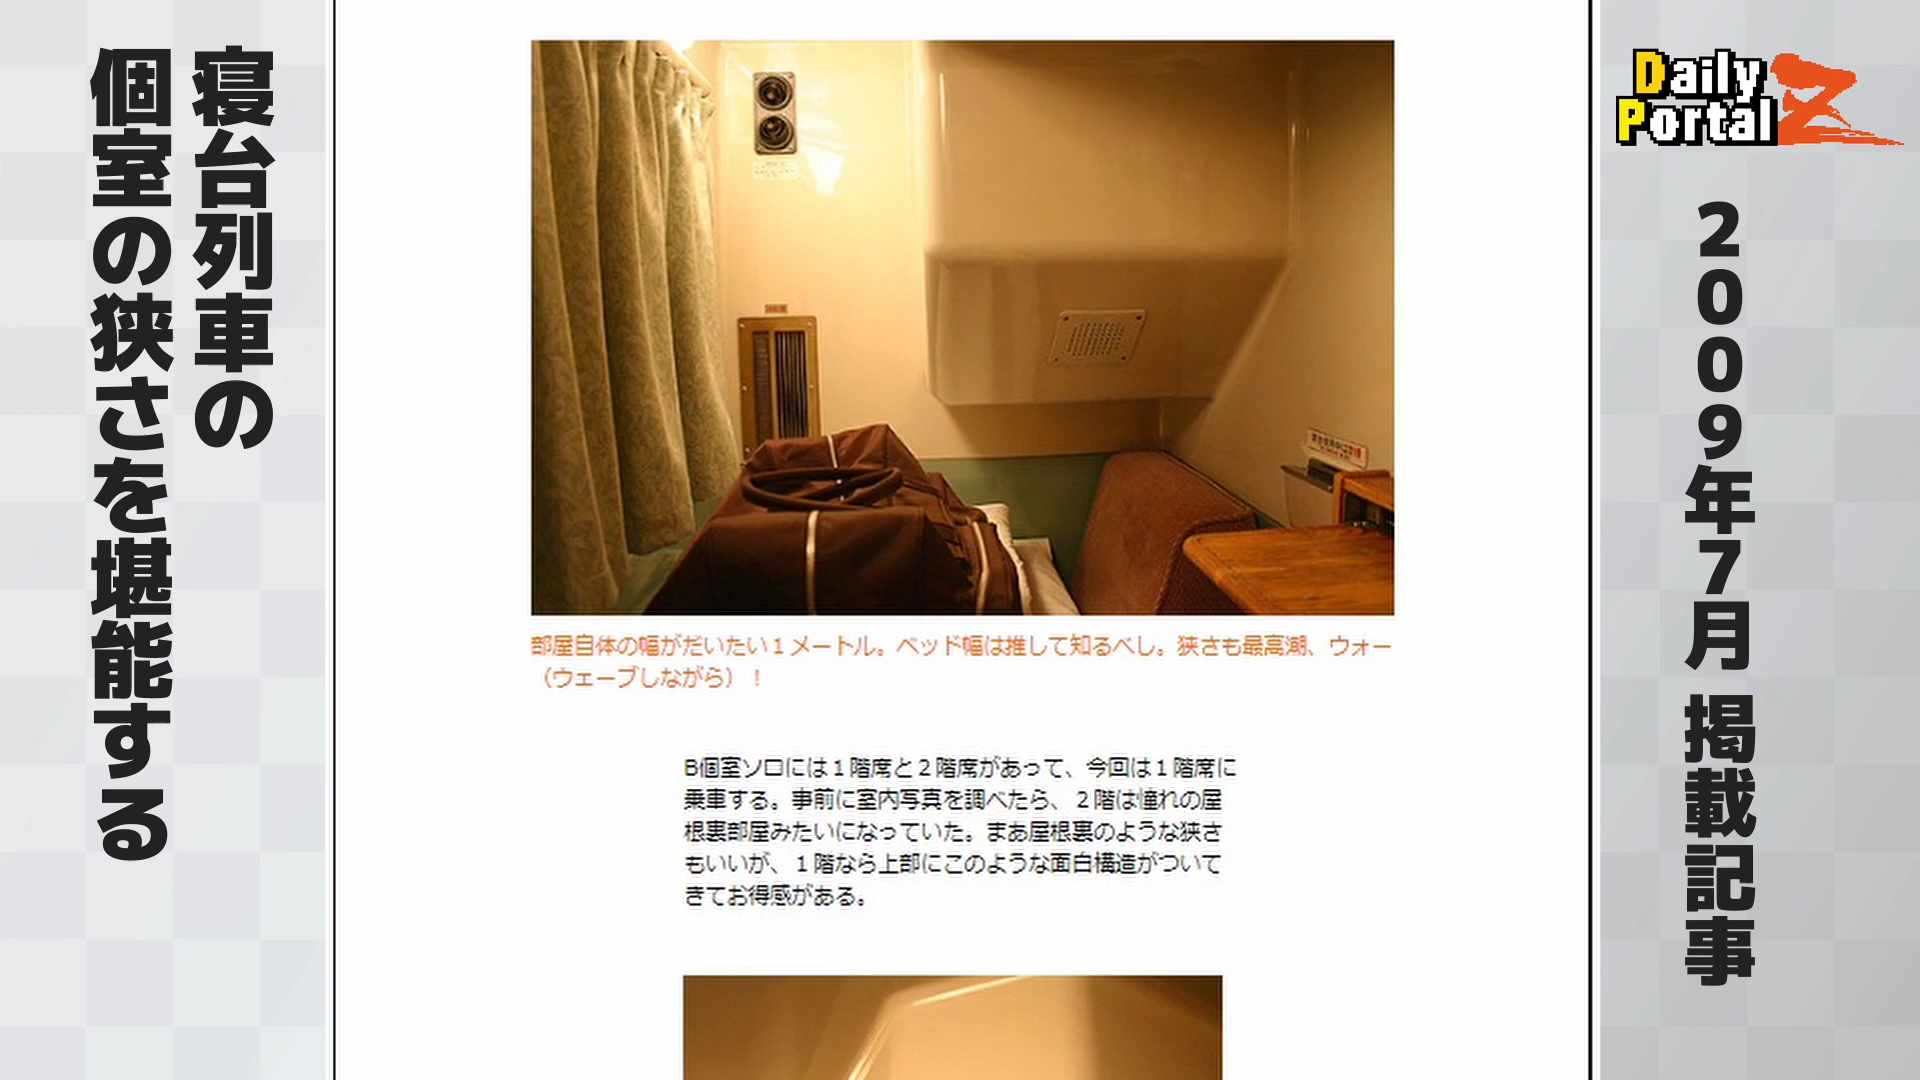 寝台列車の
個室の狭さを堪能する
Daily
Portal Z
2009年7月 掲載記事
部屋自体の幅がだいたい１メートル。ベッド幅は推して知るべし。狭さも最高潮、ウォー
（ウェーブしながら）！
B個室ソロには１階席と２階席があって、今回は１階席に
乗車する。事前に室内写真を調べたら、２階は憧れの屋
根裏部屋みたいになっていた。まあ屋根裏のような狭さ
もいいが、１階なら上部にこのような面白構造がついて
きてお得感がある。